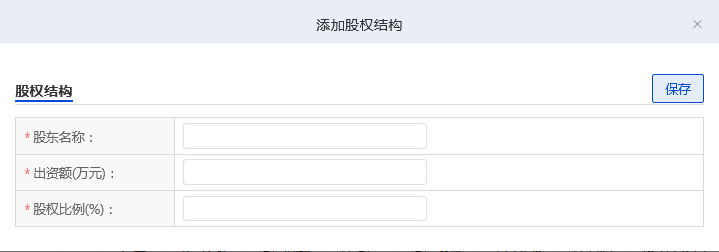 添加股权结构
×
股权结构
保存
* 股东名称：
* 出资额(万元)：
* 股权比例(%)：